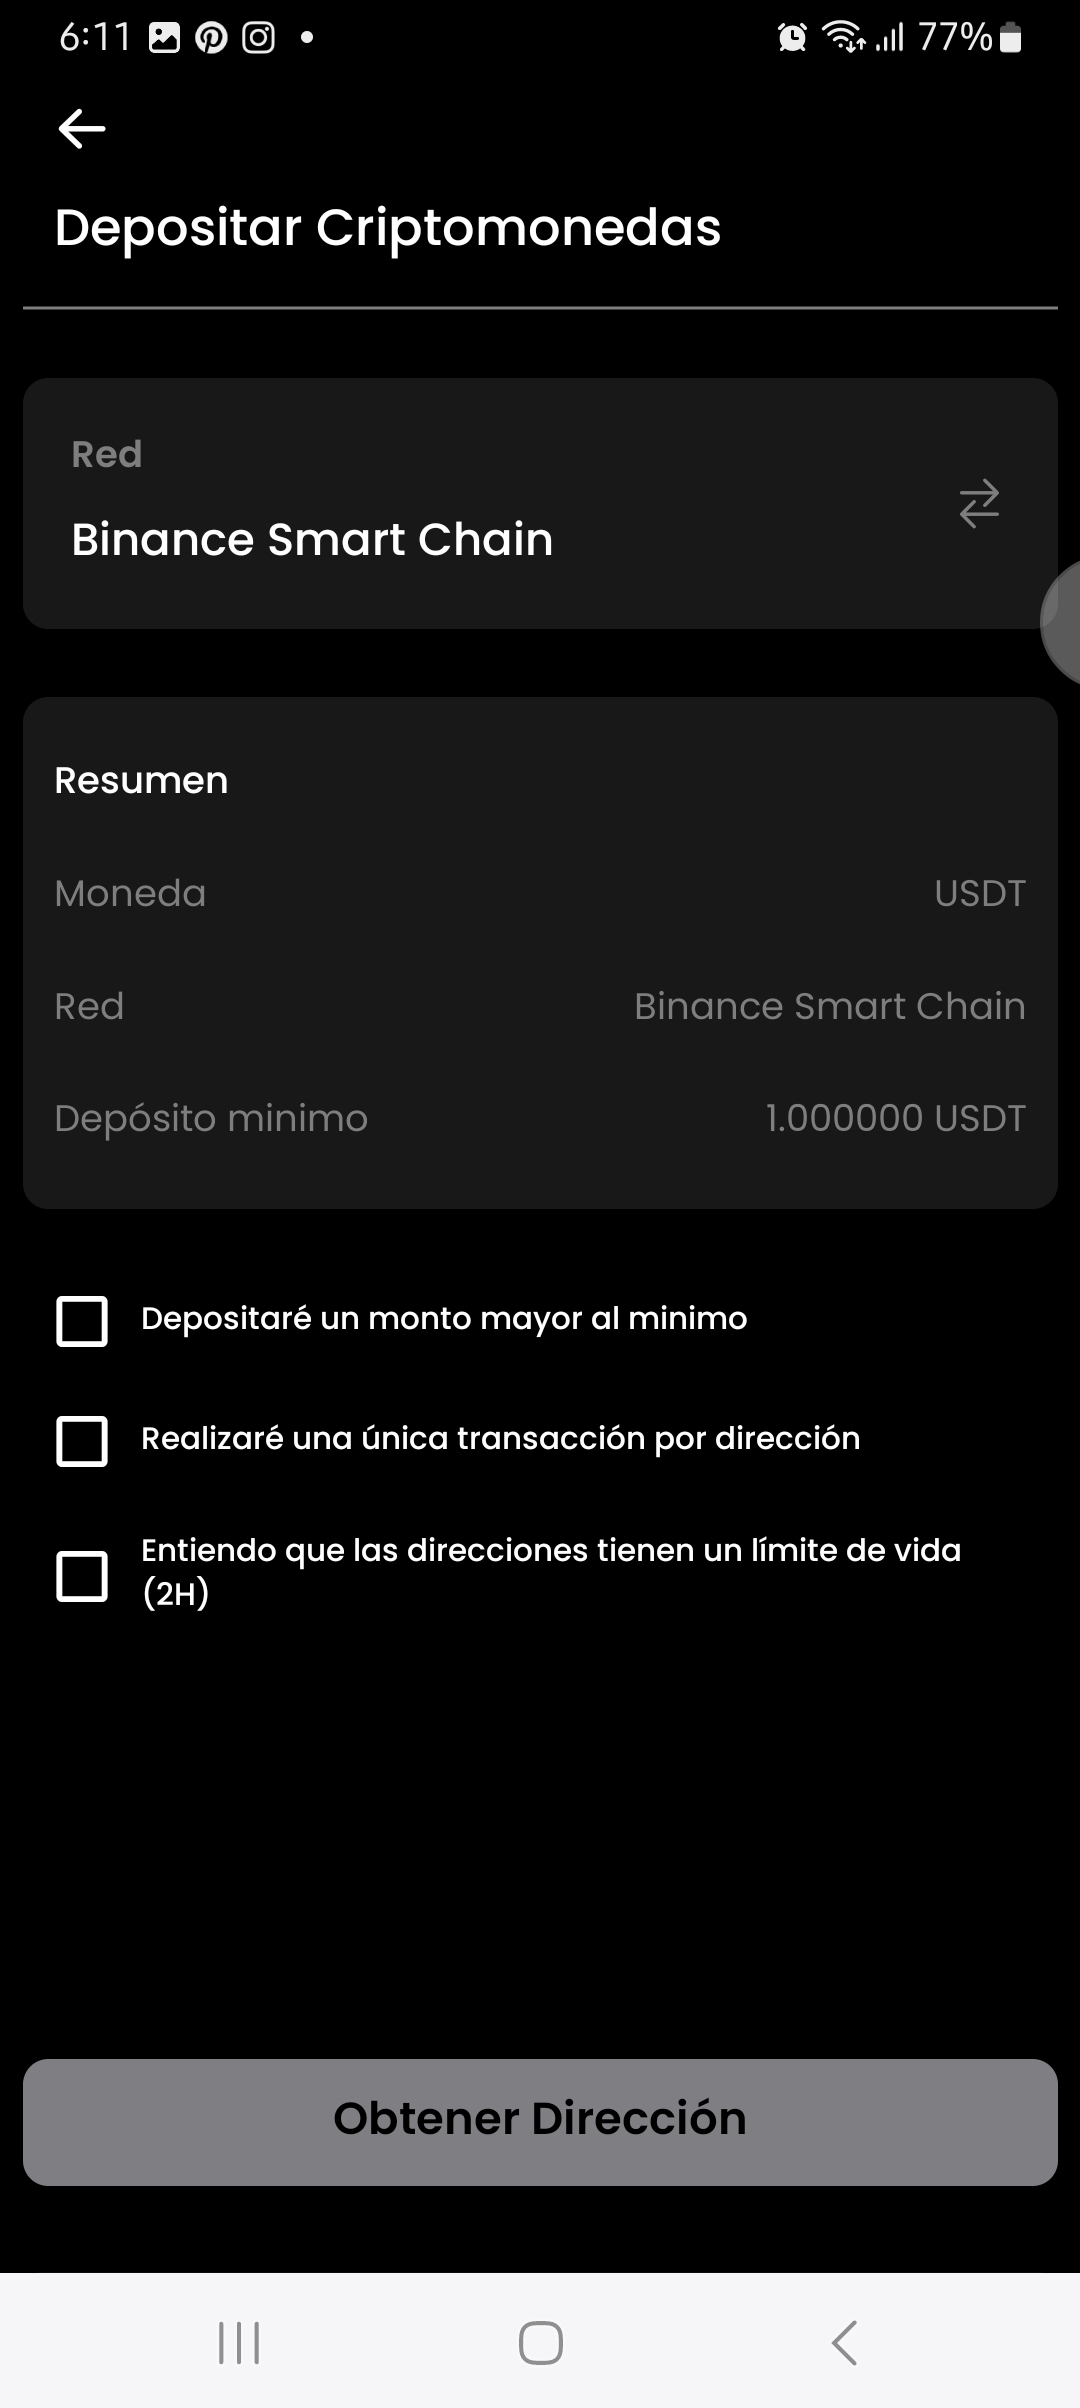 6:11
77%
Depositar Criptomonedas
Red
Binance Smart Chain
Resumen
Moneda USDT
Red Binance Smart Chain
Depósito minimo 1.000000 USDT
Depositaré un monto mayor al minimo
Realizaré una única transacción por dirección
Entiendo que las direcciones tienen un límite de vida
(2H)
Obtener Dirección